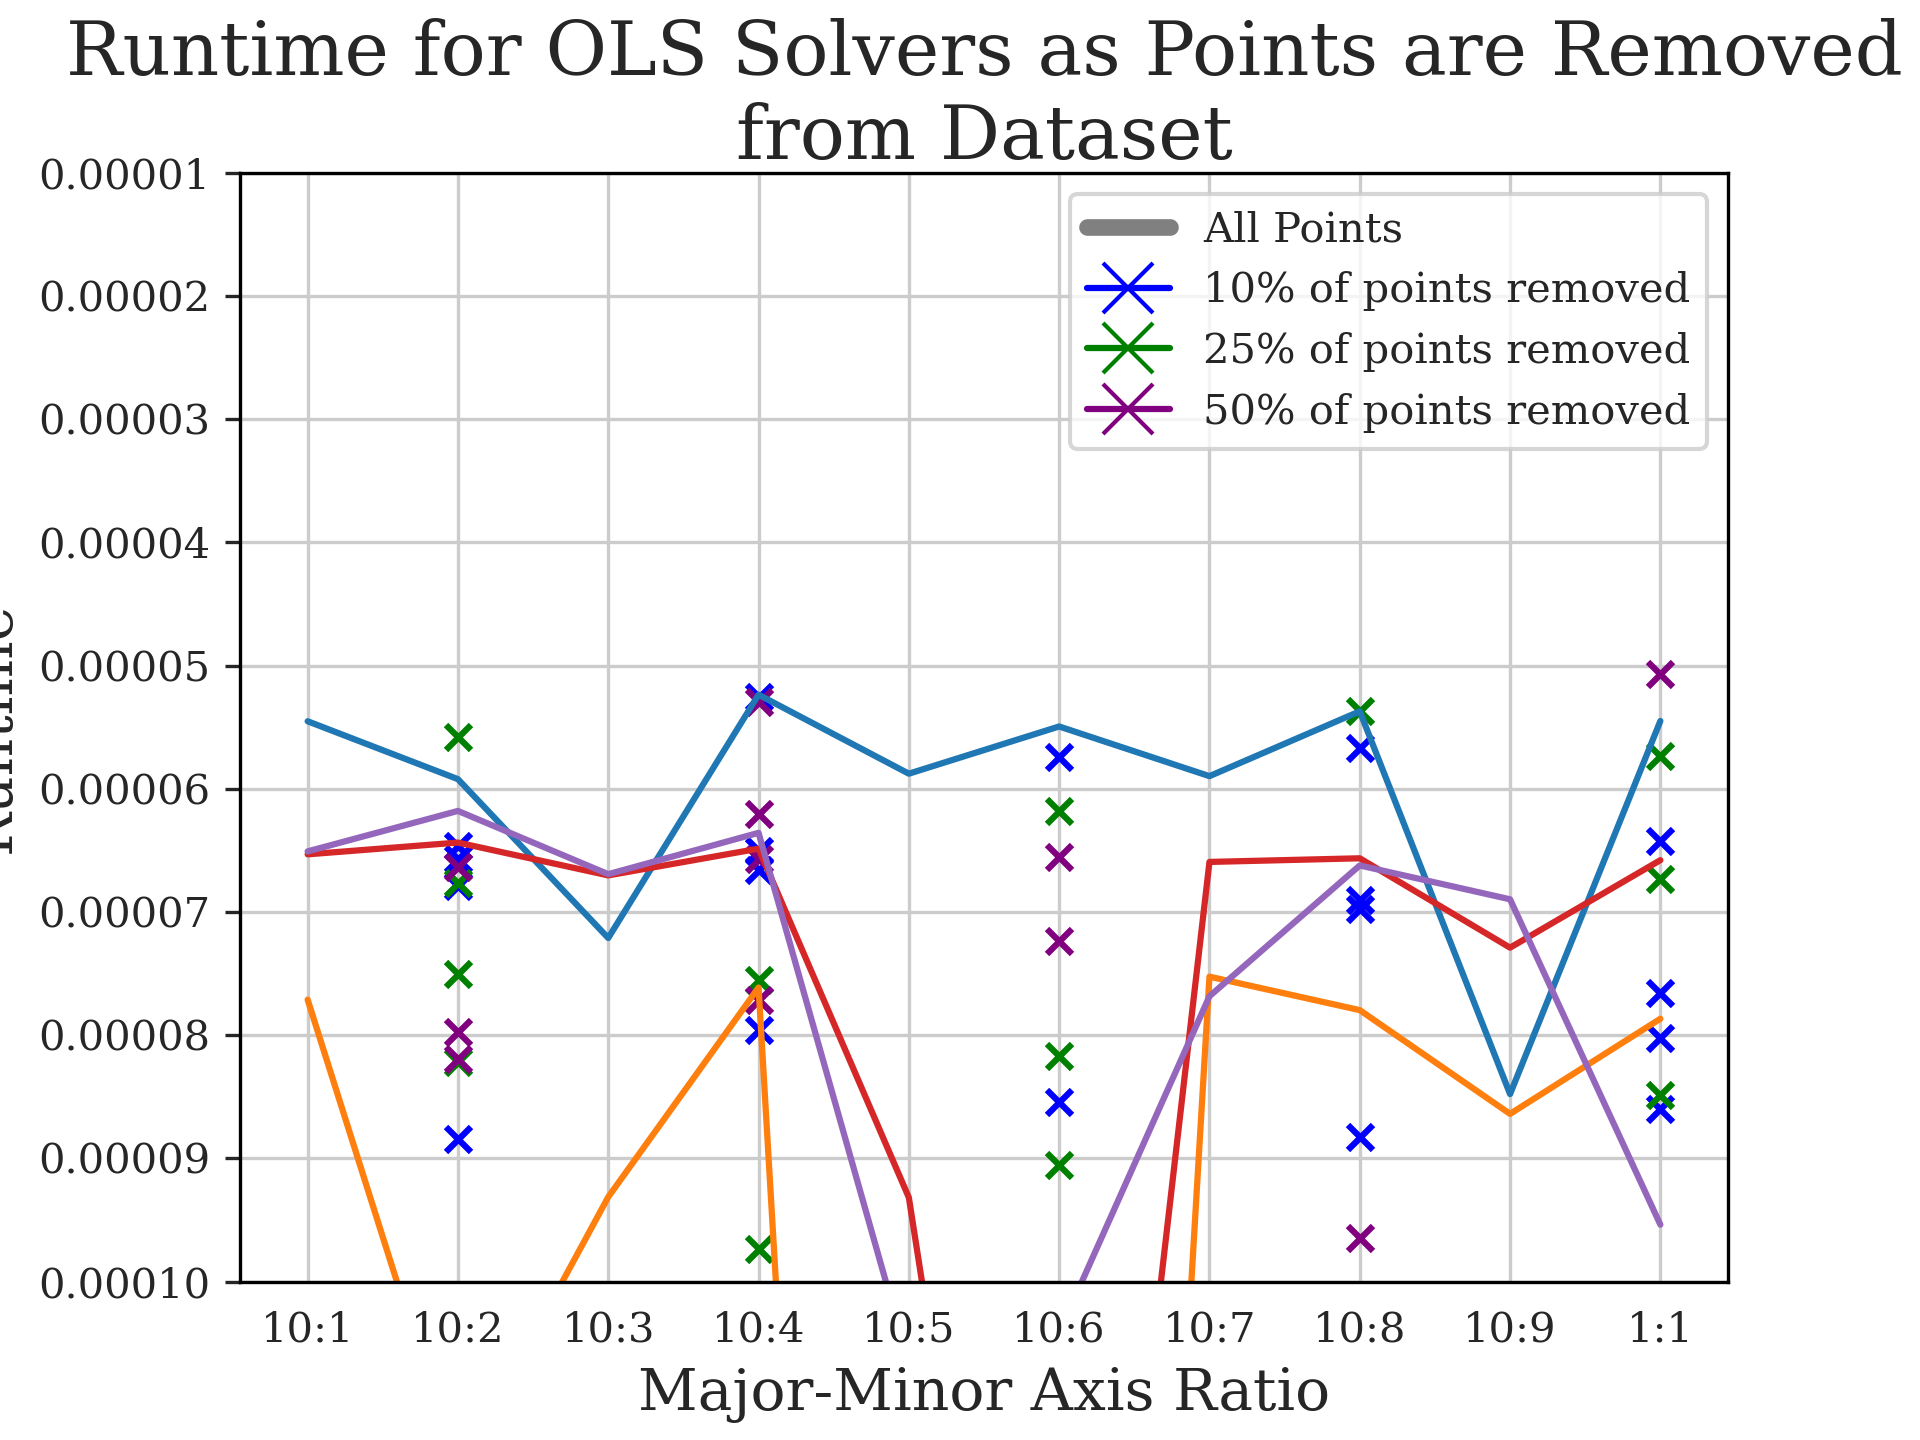 Runtime for OLS Solvers as Points are Removed
from Dataset
0.00001
0.00002
0.00003
0.00004
0.00005
0.00006
0.00007
0.00008
0.00009
0.00010
Runtime
All Points
10% of points removed
25% of points removed
50% of points removed
10:1 10:2 10:3 10:4 10:5 10:6 10:7 10:8 10:9 1:1
Major-Minor Axis Ratio